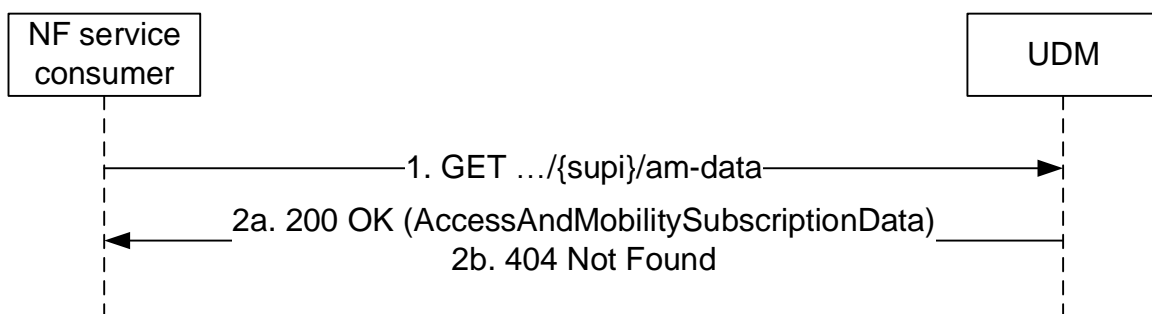 NF service
consumer
UDM
1. GET …/{supi}/am-data
2a. 200 OK (AccessAndMobilitySubscriptionData)
2b. 404 Not Found